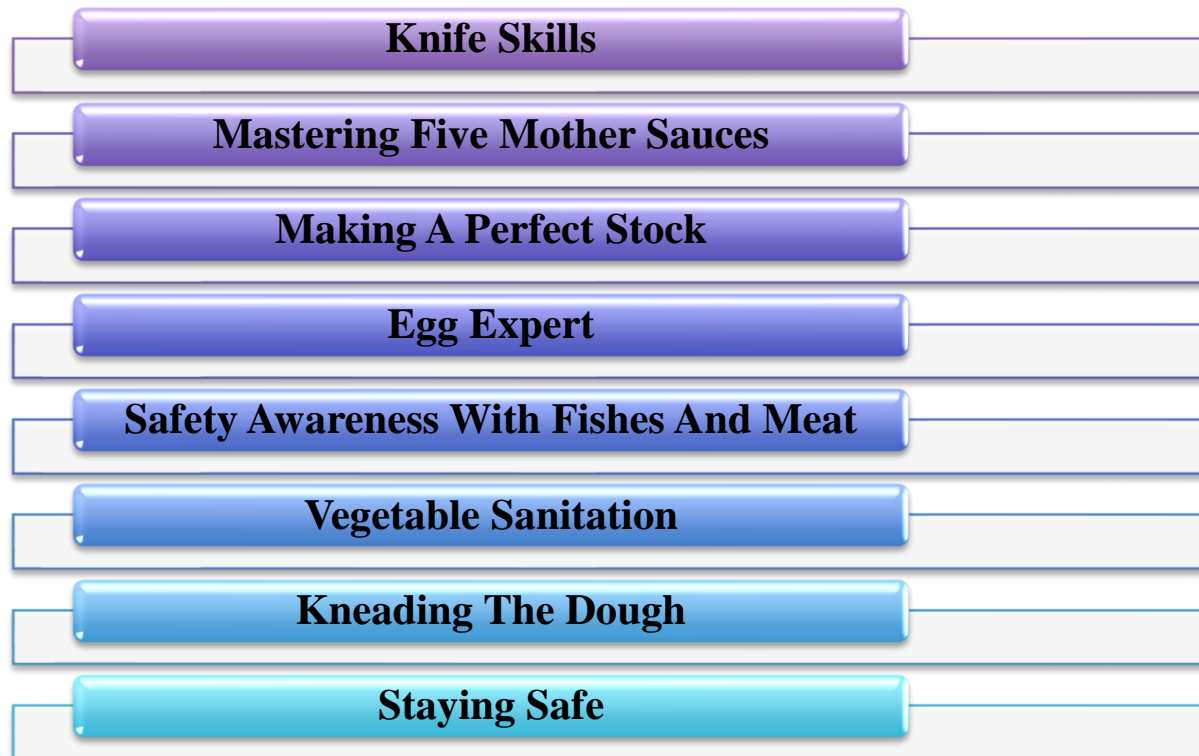 Knife Skills
Mastering Five Mother Sauces
Making A Perfect Stock
Egg Expert
Safety Awareness With Fishes And Meat
Vegetable Sanitation
Kneading The Dough
Staying Safe